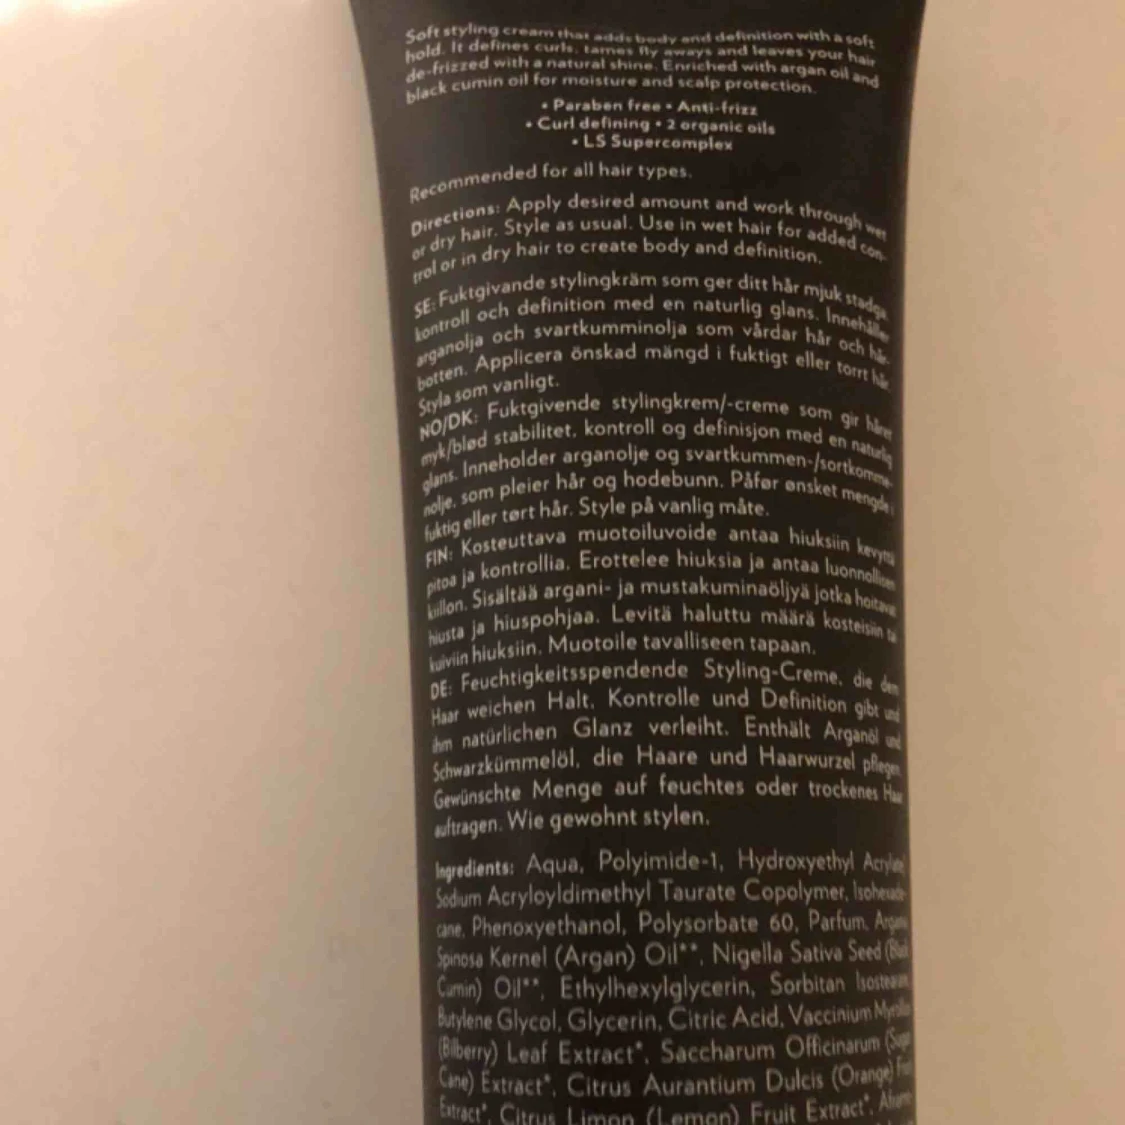 Soft styling cream that adds body and definition with a soft
hold. It defines curls, tames fly aways and leaves your hair
de-frizzed with a natural shine. Enriched with argan oil and
black cumin oil for moisture and scalp protection.
• Paraben free • Anti-frizz
• Curl defining • 2 organic oils
• LS Supercomplex
Recommended for all hair types.
Directions: Apply desired amount and work through wet
or dry hair. Style as usual. Use in wet hair for added con-
trol or in dry hair to create body and definition.
SE: Fuktgivande stylingkräm som ger ditt hår mjuk stadga,
kontroll och definition med en naturlig glans. Innehåller
arganolja och svartkumminolja som vårdar hår och hår-
botten. Applicera önskad mängd i fuktigt eller torrt hår.
Styla som vanligt.
NO/DK: Fuktgivende stylingkrem/-creme som gir håret
myk/blød stabilitet, kontroll og definisjon med en naturlig
glans. Inneholder arganolje og svartkummen-/sortkomme-
nolje, som pleier hår og hodebunn. Påfør ønsket mengde i
fuktig eller tørt hår. Style på vanlig måte.
FIN: Kosteuttava muotoiluvoide antaa hiuksiin kevyttä
pitoa ja kontrollia. Erottelee hiuksia ja antaa luonnollisen
kiillon. Sisältää argani- ja mustakuminaöljyä jotka hoitavat
hiusta ja hiuspohjaa. Levitä haluttu määrä kosteisiin tai
kuiviin hiuksiin. Muotoile tavalliseen tapaan.
DE: Feuchtigkeitsspendende Styling-Creme, die dem
Haar weichen Halt, Kontrolle und Definition gibt und
ihm natürlichen Glanz verleiht. Enthält Arganöl und
Schwarzkümmelöl, die Haare und Haarwurzel pflegen.
Gewünschte Menge auf feuchtes oder trockenes Haar
auftragen. Wie gewohnt stylen.
Ingredients: Aqua, Polyimide-1, Hydroxyethyl Acrylate/
Sodium Acryloyldimethyl Taurate Copolymer, Isohexade-
cane, Phenoxyethanol, Polysorbate 60, Parfum, Argania
Spinosa Kernel (Argan) Oil**, Nigella Sativa Seed (Black
Cumin) Oil**, Ethylhexylglycerin, Sorbitan Isostearate,
Butylene Glycol, Glycerin, Citric Acid, Vaccinium Myrtillus
(Bilberry) Leaf Extract*, Saccharum Officinarum (Sugar
Cane) Extract*, Citrus Aurantium Dulcis (Orange) Fruit
Extract*, Citrus Limon (Lemon) Fruit Extract*,